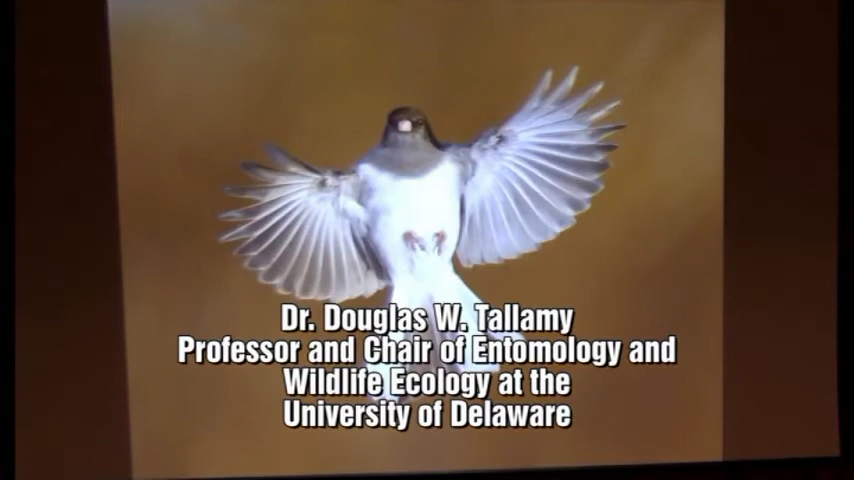 Dr. Douglas W. Tallamy
Professor and Chair of Entomology and
Wildlife Ecology at the
University of Delaware